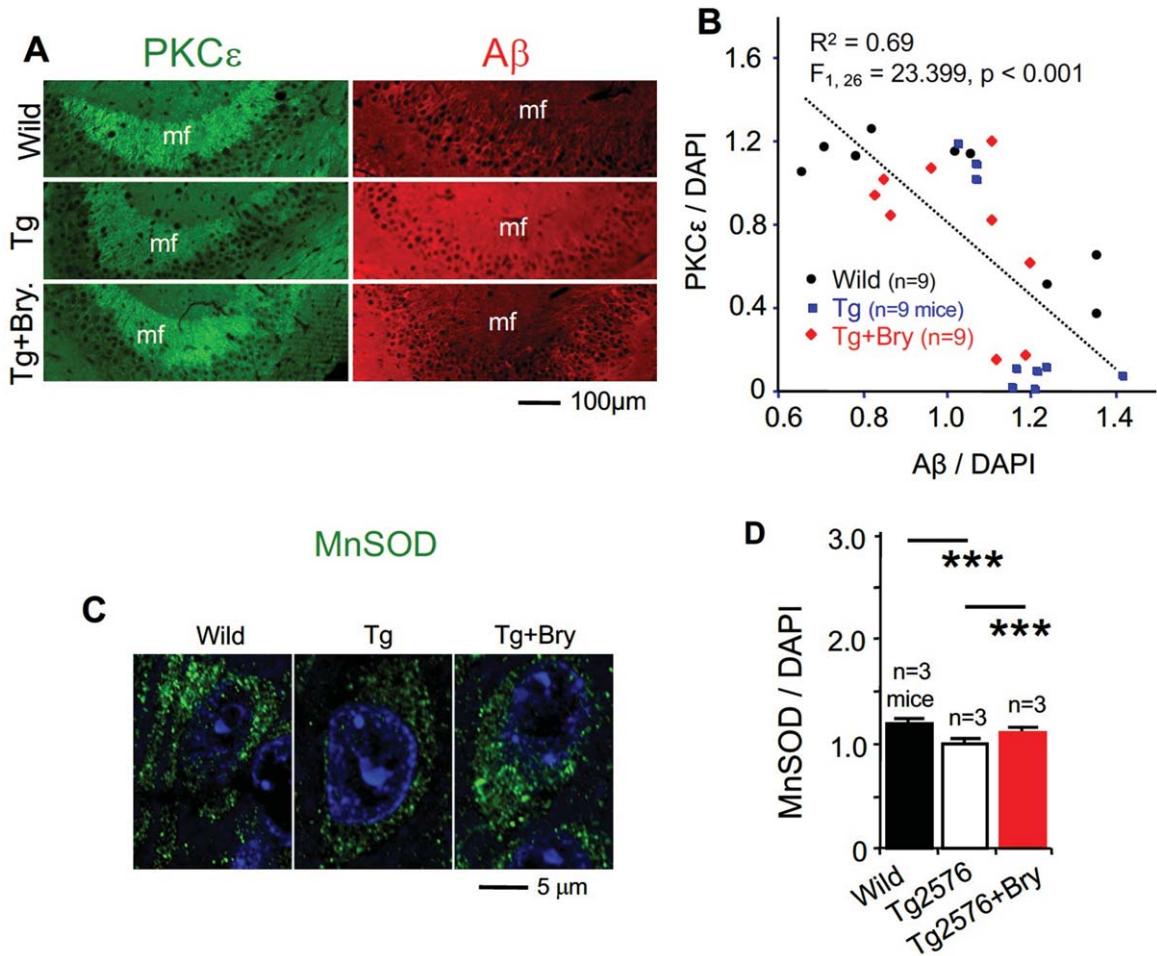 A
PKCε
Aβ
Wild
mf
mf
Tg
mf
mf
Tg+Bry.
mf
mf
100μm
B
R² = 0.69
F₁, ₂₆ = 23.399, p < 0.001
PKCε / DAPI
1.6
1.2
0.8
0.4
0
Wild (n=9)
Tg (n=9 mice)
Tg+Bry (n=9)
0.6
0.8
1.0
1.2
1.4
Aβ / DAPI
MnSOD
C
Wild
Tg
Tg+Bry
5 μm
D
MnSOD / DAPI
3.0
2.0
1.0
0
***
***
n=3
mice
n=3
n=3
Wild
Tg2576
Tg2576+Bry